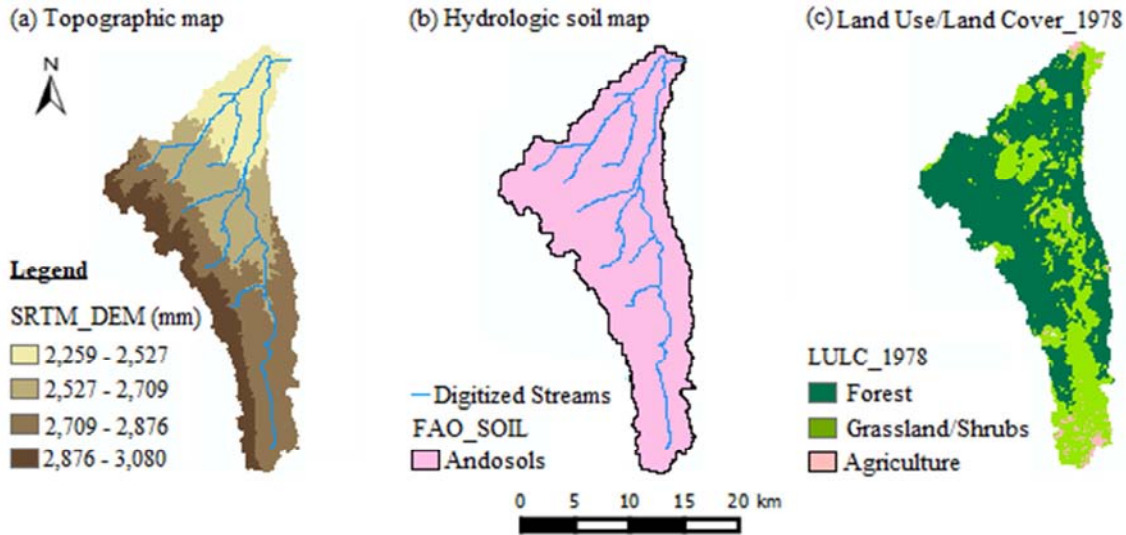 (a) Topographic map
N
Legend
SRTM_DEM (mm)
2,259 - 2,527
2,527 - 2,709
2,709 - 2,876
2,876 - 3,080
(b) Hydrologic soil map
Digitized Streams
FAO_SOIL
Andosols
0 5 10 15 20 km
(c) Land Use/Land Cover_1978
LULC_1978
Forest
Grassland/Shrubs
Agriculture